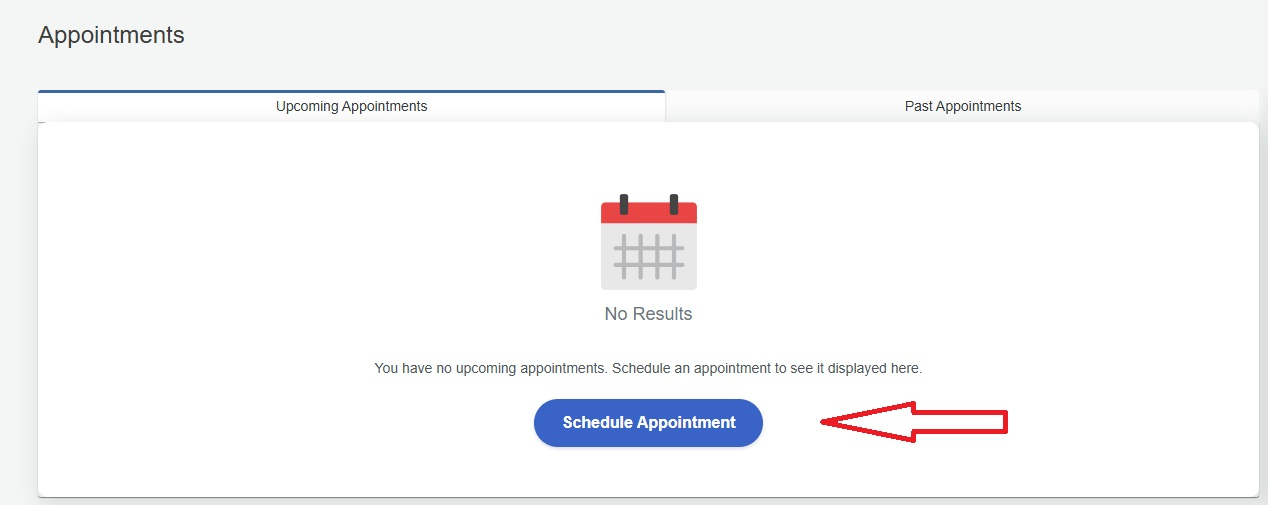 Appointments
Upcoming Appointments
Past Appointments
No Results
You have no upcoming appointments. Schedule an appointment to see it displayed here.
Schedule Appointment